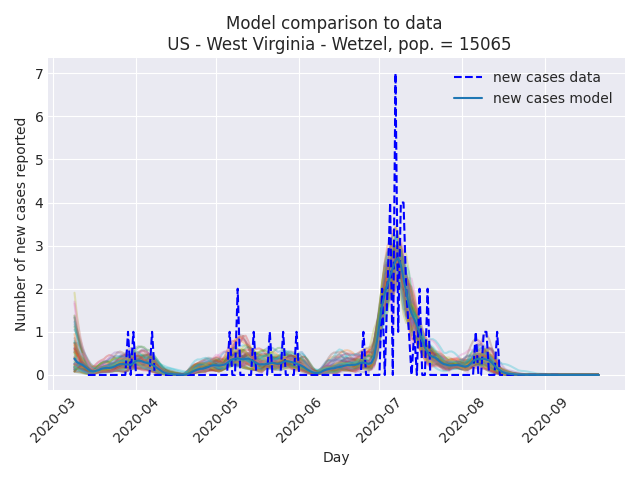 Model comparison to data
US - West Virginia - Wetzel, pop. = 15065
new cases data
new cases model
Number of new cases reported
7
6
5
4
3
2
1
0
2020-03
2020-04
2020-05
2020-06
2020-07
2020-08
2020-09
Day